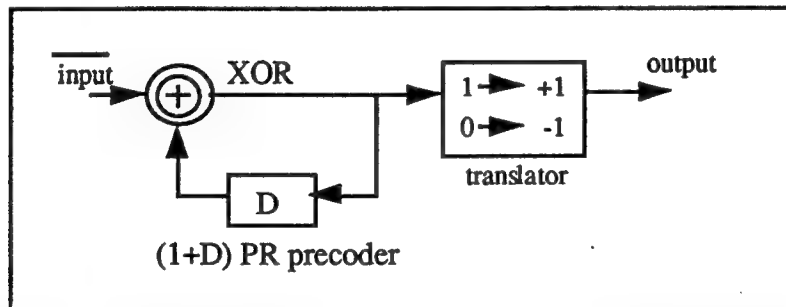 input
XOR
output
1 +1
0 -1
translator
D
(1+D) PR precoder